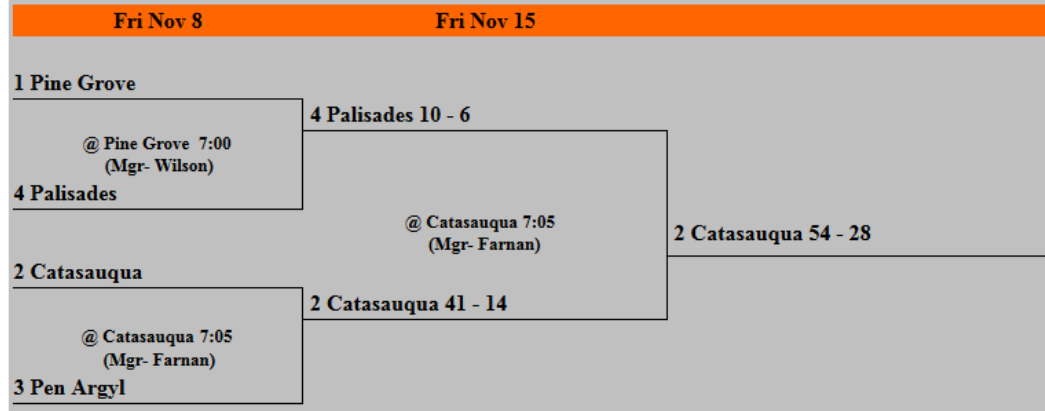 Fri Nov 8
Fri Nov 15
1 Pine Grove
4 Palisades 10 - 6
@ Pine Grove 7:00
(Mgr- Wilson)
4 Palisades
@ Catasauqua 7:05
(Mgr- Farnan)
2 Catasauqua 54 - 28
2 Catasauqua
2 Catasauqua 41 - 14
@ Catasauqua 7:05
(Mgr- Farnan)
3 Pen Argyl